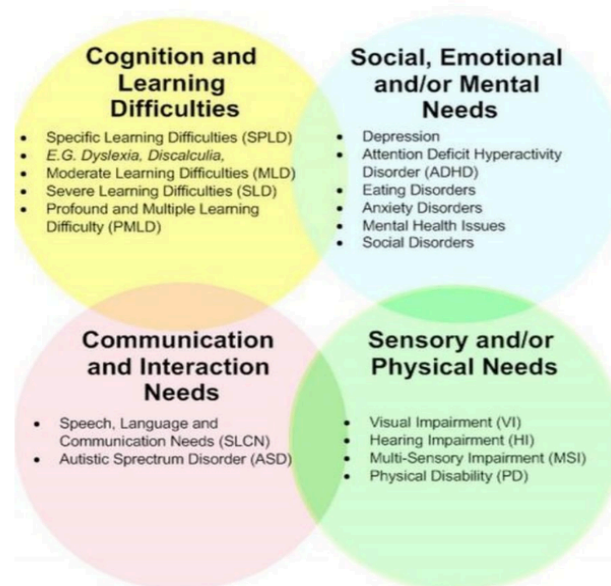 Cognition and
Learning
Difficulties
• Specific Learning Difficulties (SPLD)
• E.G. Dyslexia, Discalculia,
• Moderate Learning Difficulties (MLD)
• Severe Learning Difficulties (SLD)
• Profound and Multiple Learning
Difficulty (PMLD)
Social, Emotional
and/or Mental
Needs
• Depression
• Attention Deficit Hyperactivity
Disorder (ADHD)
• Eating Disorders
• Anxiety Disorders
• Mental Health Issues
• Social Disorders
Communication
and Interaction
Needs
• Speech, Language and
Communication Needs (SLCN)
• Autistic Sprectrum Disorder (ASD)
Sensory and/or
Physical Needs
• Visual Impairment (VI)
• Hearing Impairment (HI)
• Multi-Sensory Impairment (MSI)
• Physical Disability (PD)